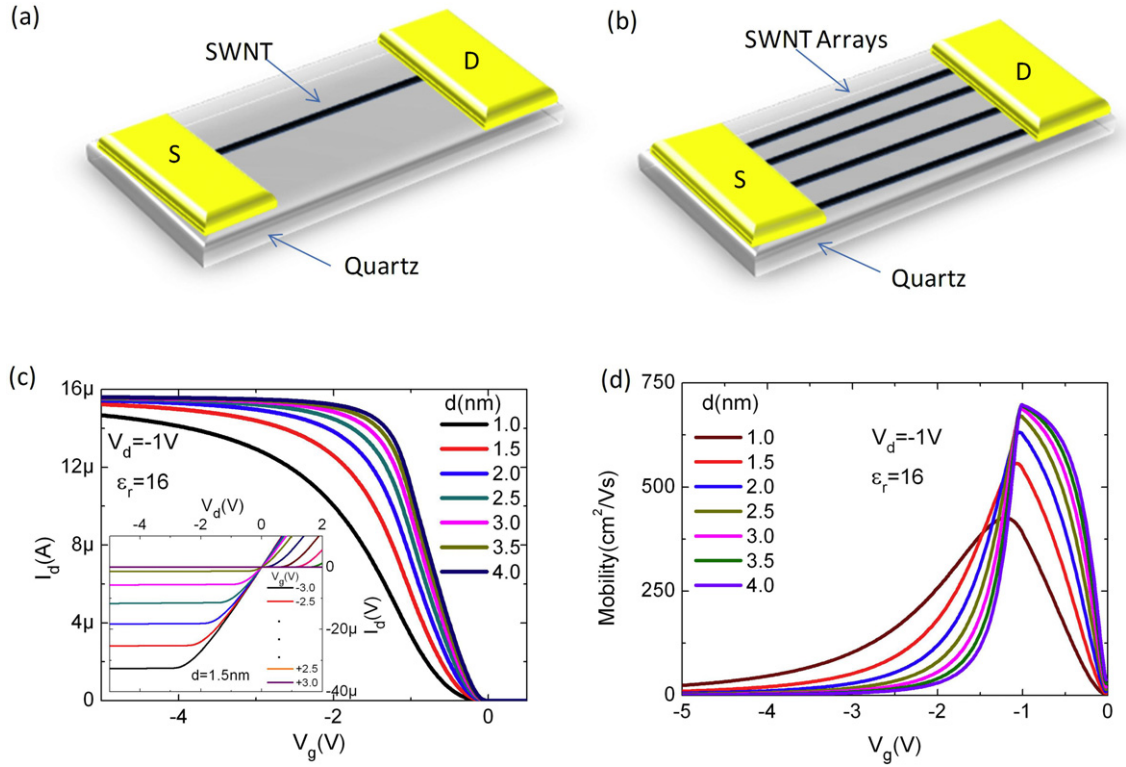 (a)
SWNT
D
S
Quartz
(b)
SWNT Arrays
D
S
Quartz
(c)
16μ
12μ
8μ
4μ
0
I_d(A)
-4
-2
0
V_g(V)
V_d=-1V
ε_r=16
d(nm)
1.0
1.5
2.0
2.5
3.0
3.5
4.0
V_d(V)
-4
-2
0
2
0
-20μ
-40μ
I_d(V)
V_g(V)
-3.0
-2.5
+2.5
+3.0
d=1.5nm
(d)
750
500
250
0
Mobility(cm²/Vs)
-5
-4
-3
-2
-1
0
V_g(V)
d(nm)
1.0
1.5
2.0
2.5
3.0
3.5
4.0
V_d=-1V
ε_r=16